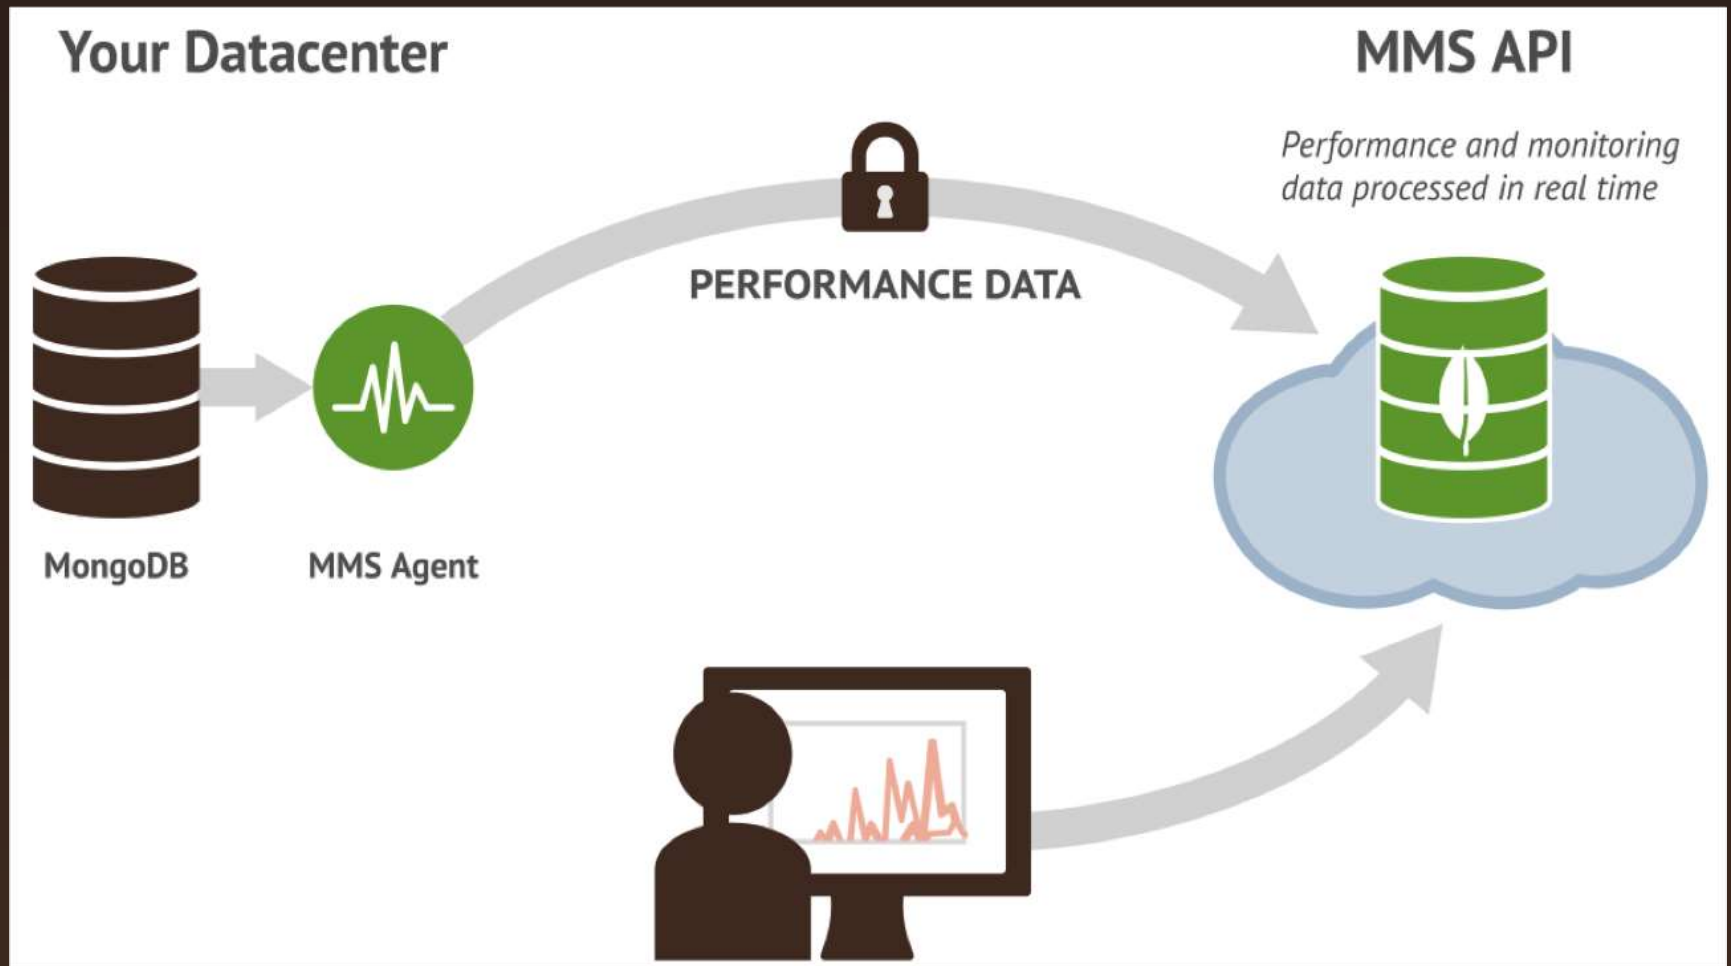 Your Datacenter
MMS API
Performance and monitoring
data processed in real time
PERFORMANCE DATA
MongoDB
MMS Agent